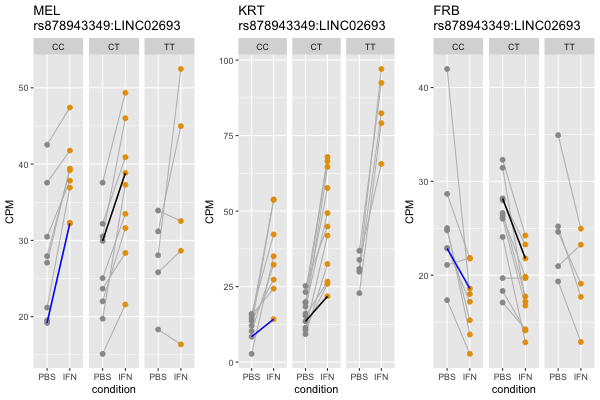 MEL
rs878943349:LINC02693
CC CT TT
CPM
50
40
30
20
PBS IFN PBS IFN PBS IFN
condition
KRT
rs878943349:LINC02693
CC CT TT
CPM
100
75
50
25
0
PBS IFN PBS IFN PBS IFN
condition
FRB
rs878943349:LINC02693
CC CT TT
CPM
40
30
20
PBS IFN PBS IFN PBS IFN
condition